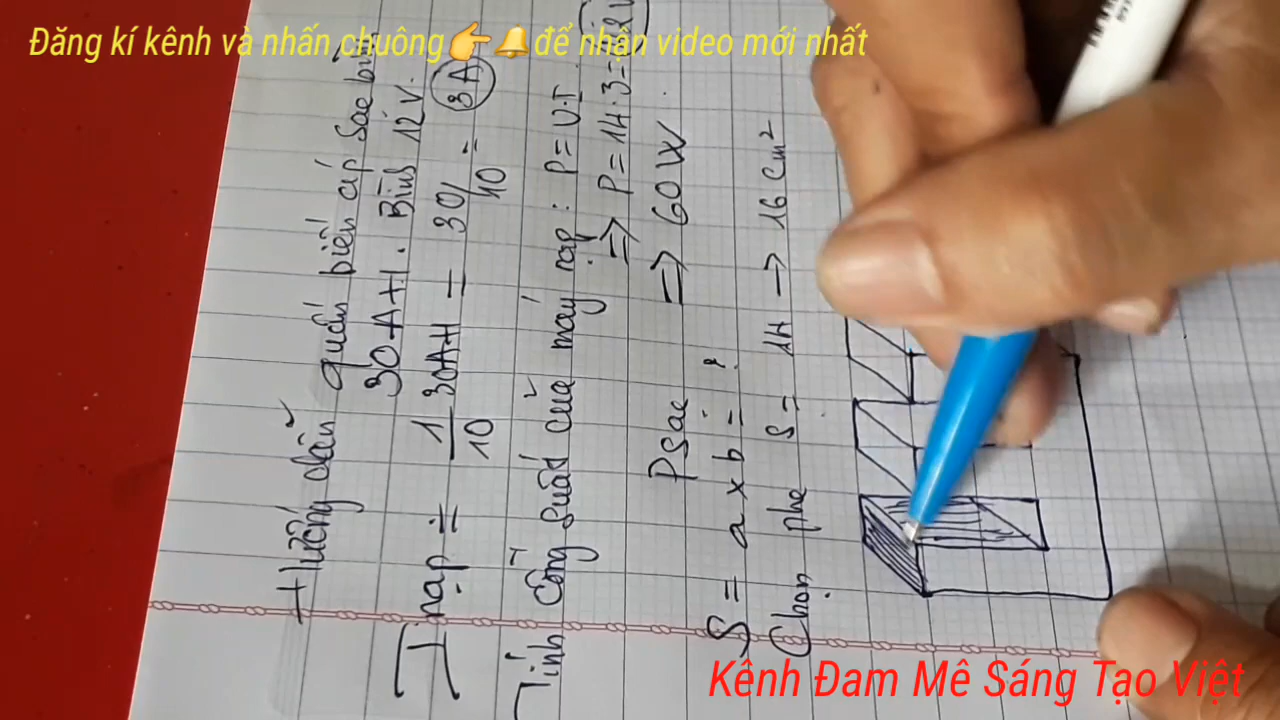 Đăng kí kênh và nhấn chuông👉🔔để nhận video mới nhất
Hướng dẫn quấn biến áp sạc
30AH. Bình 12V.
I nạp = 1/10 30AH = 30/10 = 3A
Tính công suất của máy nạp: P=U.I
=> P=14.3=
P sạc => 60W
S = a x b = ?
Chọn phe S = 14 -> 16 cm²
Kênh Đam Mê Sáng Tạo Việt